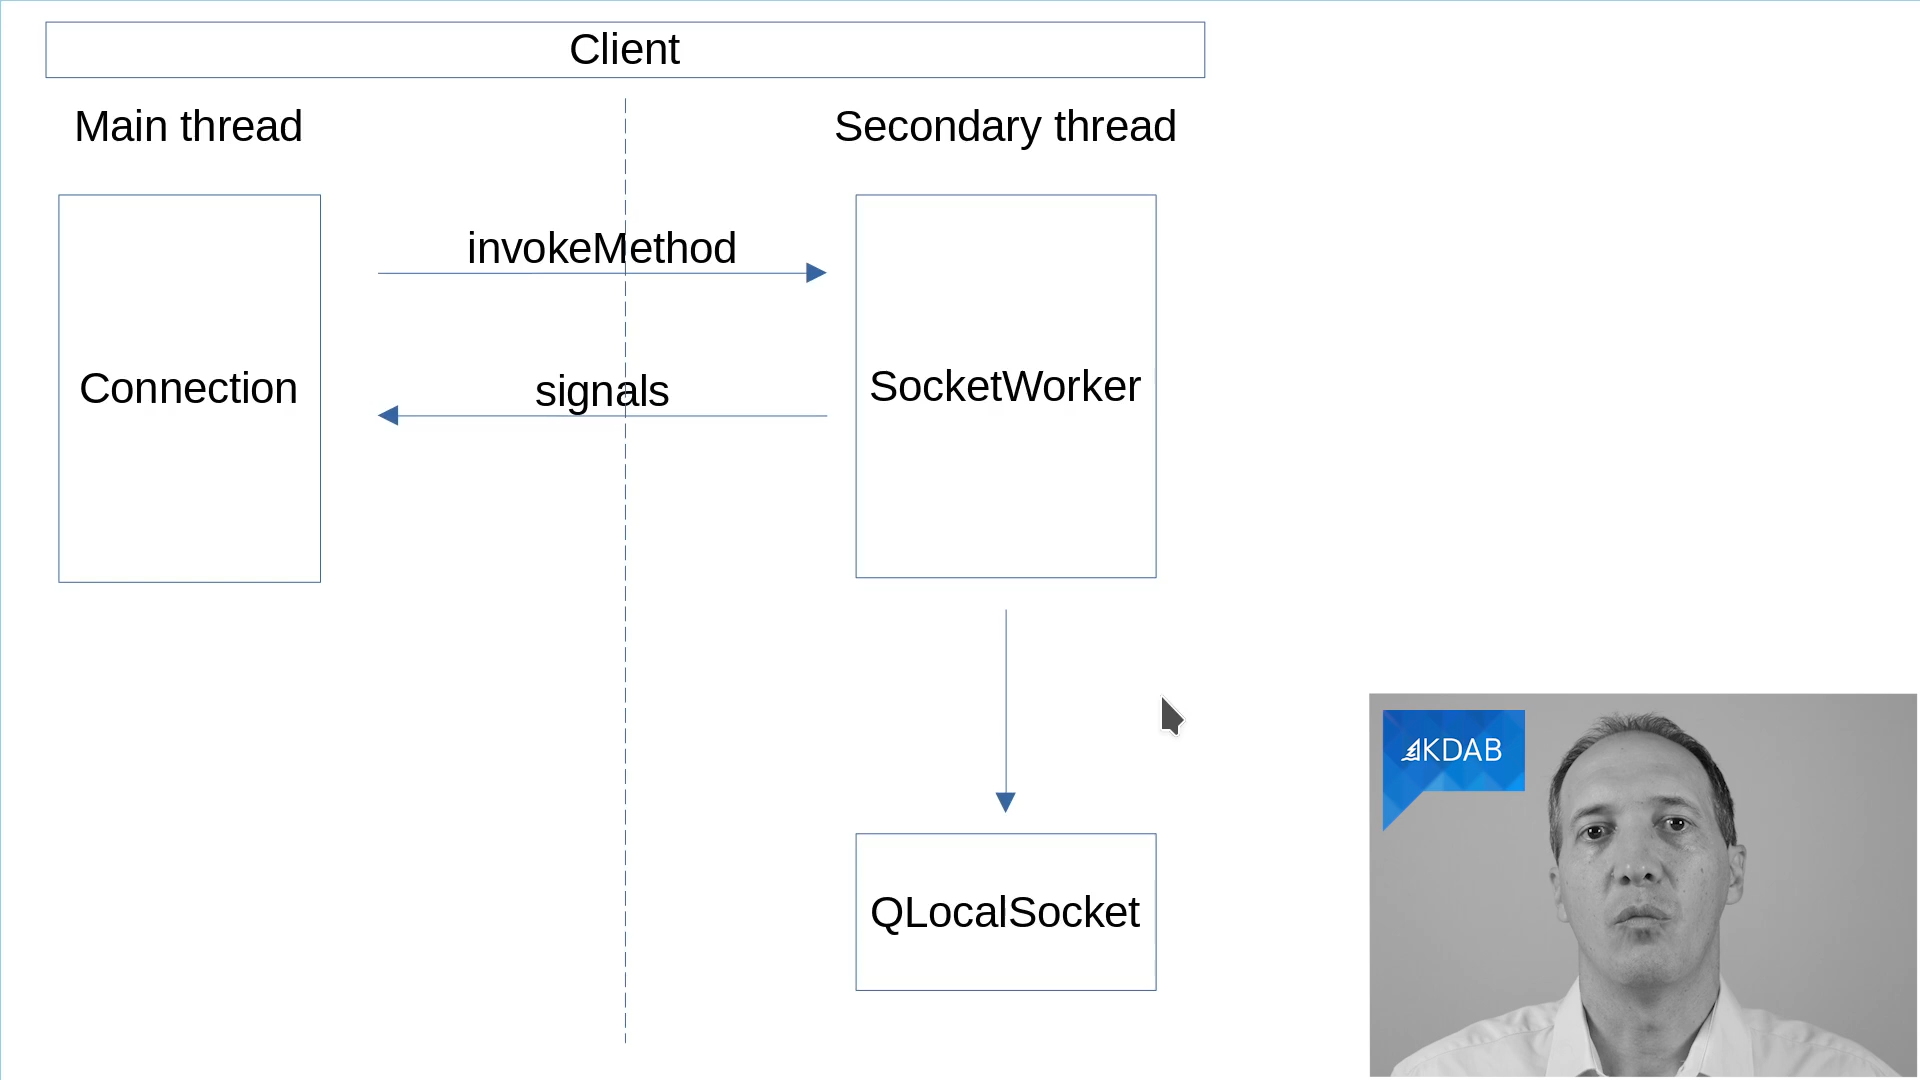 Client
Main thread
Secondary thread
invokeMethod
Connection
signals
SocketWorker
QLocalSocket
KDAB